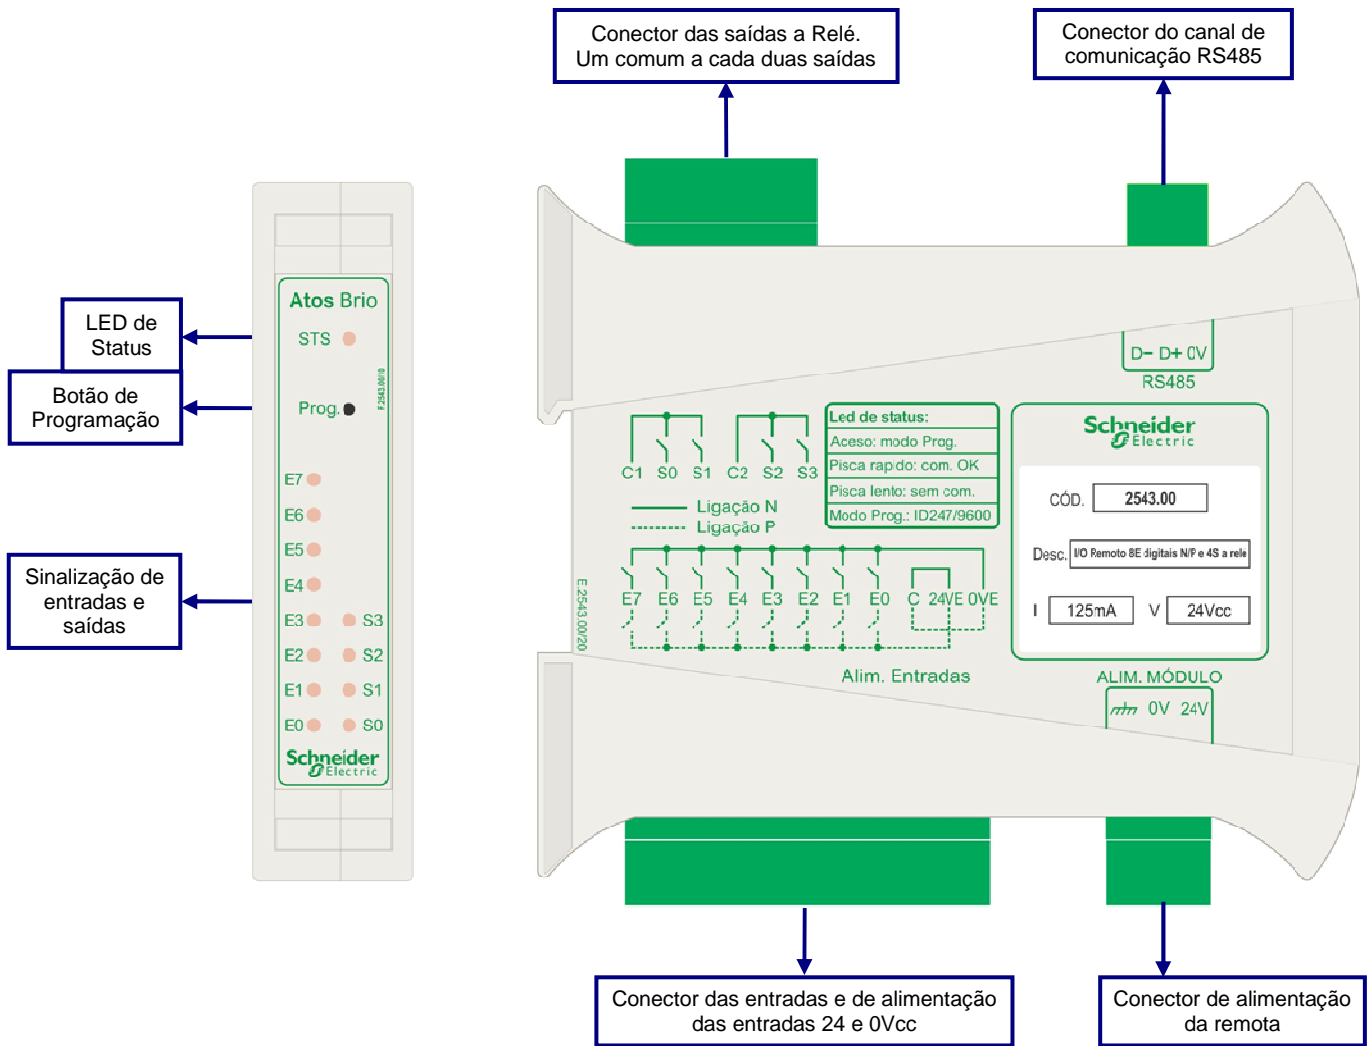 Conector das saídas a Relé.
Um comum a cada duas saídas
Conector do canal de
comunicação RS485
LED de
Status
Botão de
Programação
Sinalização de
entradas e
saídas
Atos Brio
STS
F.2543.00/10
Prog.
E7
E6
E5
E4
E3 S3
E2 S2
E1 S1
E0 S0
Schneider
Electric
D- D+ 0V
RS485
C1 S0 S1 C2 S2 S3
Ligação N
Ligação P
Led de status:
Aceso: modo Prog.
Pisca rapido: com. OK
Pisca lento: sem com.
Modo Prog.: ID247/9600
E7 E6 E5 E4 E3 E2 E1 E0 C 24VE 0VE
E.2543.00/20
Alim. Entradas
Schneider
Electric
CÓD. 2543.00
Desc. I/O Remoto 8E digitais N/P e 4S a rele
I 125mA V 24Vcc
ALIM. MÓDULO
0V 24V
Conector das entradas e de alimentação
das entradas 24 e 0Vcc
Conector de alimentação
da remota